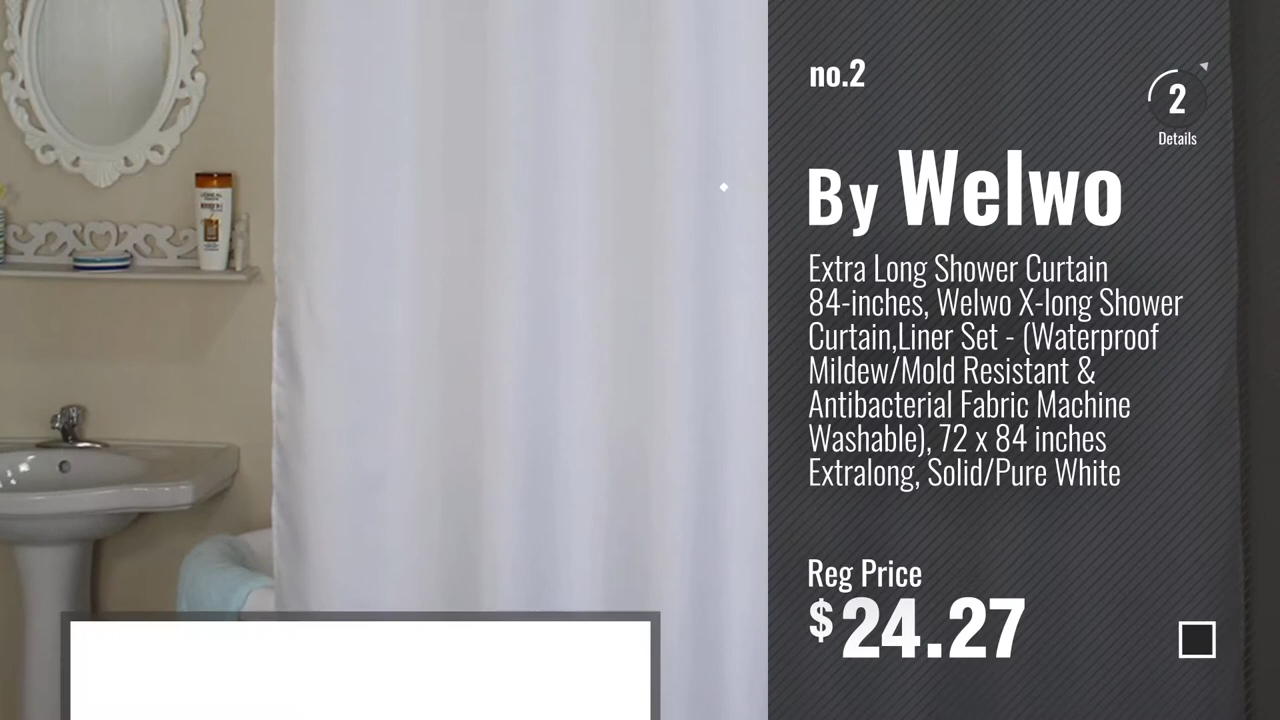 no.2
2
Details
By Welwo
Extra Long Shower Curtain
84-inches, Welwo X-long Shower
Curtain,Liner Set - (Waterproof
Mildew/Mold Resistant &
Antibacterial Fabric Machine
Washable), 72 x 84 inches
Extralong, Solid/Pure White
Reg Price
$24.27